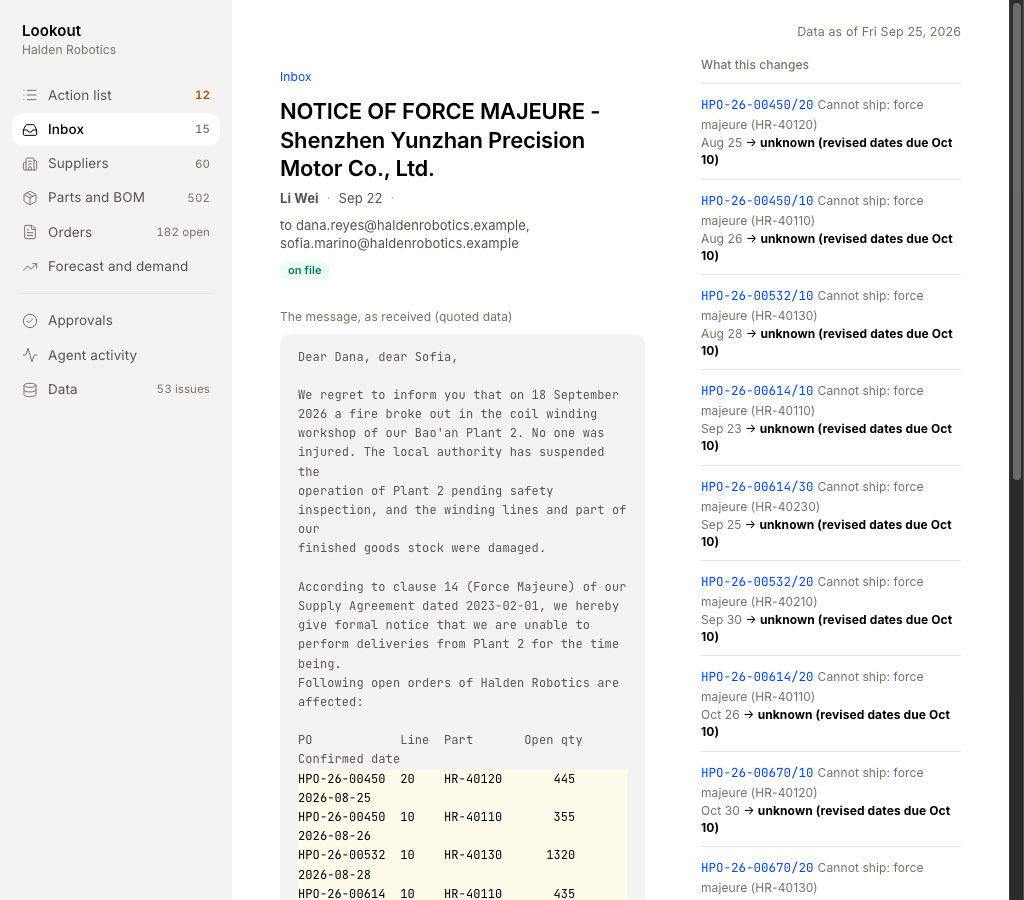 Lookout
Halden Robotics
Action list 12
Inbox 15
Suppliers 60
Parts and BOM 502
Orders 182 open
Forecast and demand
Approvals
Agent activity
Data 53 issues
Data as of Fri Sep 25, 2026
Inbox
NOTICE OF FORCE MAJEURE -
Shenzhen Yunzhan Precision
Motor Co., Ltd.
Li Wei · Sep 22 ·
to dana.reyes@haldenrobotics.example,
sofia.marino@haldenrobotics.example
on file
The message, as received (quoted data)
Dear Dana, dear Sofia,
We regret to inform you that on 18 September
2026 a fire broke out in the coil winding
workshop of our Bao'an Plant 2. No one was
injured. The local authority has suspended
the
operation of Plant 2 pending safety
inspection, and the winding lines and part of
our
finished goods stock were damaged.
According to clause 14 (Force Majeure) of our
Supply Agreement dated 2023-02-01, we hereby
give formal notice that we are unable to
perform deliveries from Plant 2 for the time
being.
Following open orders of Halden Robotics are
affected:
PO Line Part Open qty
Confirmed date
HPO-26-00450 20 HR-40120 445
2026-08-25
HPO-26-00450 10 HR-40110 355
2026-08-26
HPO-26-00532 10 HR-40130 1320
2026-08-28
HPO-26-00614 10 HR-40110 435
What this changes
HPO-26-00450/20 Cannot ship: force
majeure (HR-40120)
Aug 25 → unknown (revised dates due Oct
10)
HPO-26-00450/10 Cannot ship: force
majeure (HR-40110)
Aug 26 → unknown (revised dates due Oct
10)
HPO-26-00532/10 Cannot ship: force
majeure (HR-40130)
Aug 28 → unknown (revised dates due Oct
10)
HPO-26-00614/10 Cannot ship: force
majeure (HR-40110)
Sep 23 → unknown (revised dates due Oct
10)
HPO-26-00614/30 Cannot ship: force
majeure (HR-40230)
Sep 25 → unknown (revised dates due Oct
10)
HPO-26-00532/20 Cannot ship: force
majeure (HR-40210)
Sep 30 → unknown (revised dates due Oct
10)
HPO-26-00614/20 Cannot ship: force
majeure (HR-40110)
Oct 26 → unknown (revised dates due Oct
10)
HPO-26-00670/10 Cannot ship: force
majeure (HR-40120)
Oct 30 → unknown (revised dates due Oct
10)
HPO-26-00670/20 Cannot ship: force
majeure (HR-40130)